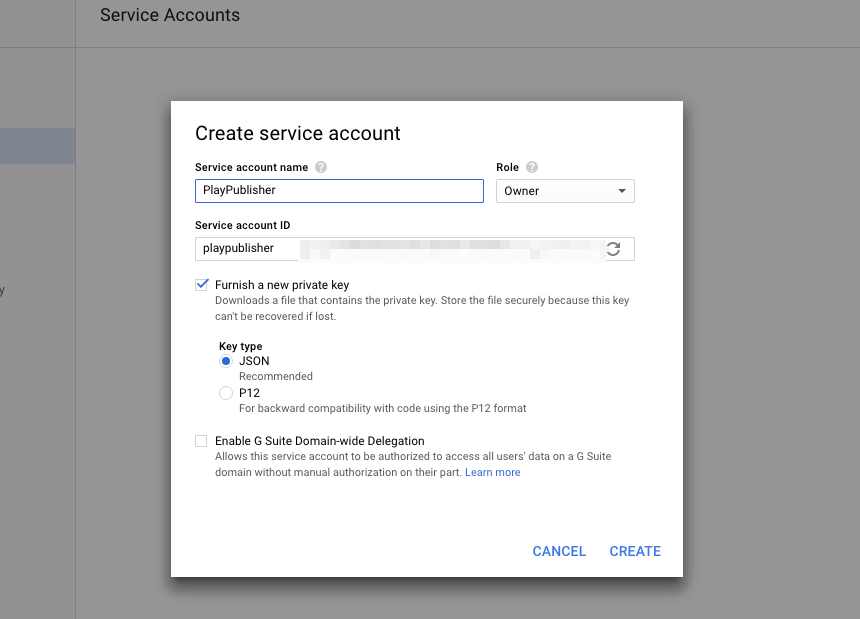 Service Accounts
Create service account
Service account name ?
Role ?
PlayPublisher
Owner
Service account ID
playpublisher
Furnish a new private key
Downloads a file that contains the private key. Store the file securely because this key
can't be recovered if lost.
Key type
JSON
Recommended
P12
For backward compatibility with code using the P12 format
Enable G Suite Domain-wide Delegation
Allows this service account to be authorized to access all users' data on a G Suite
domain without manual authorization on their part. Learn more
CANCEL
CREATE
y